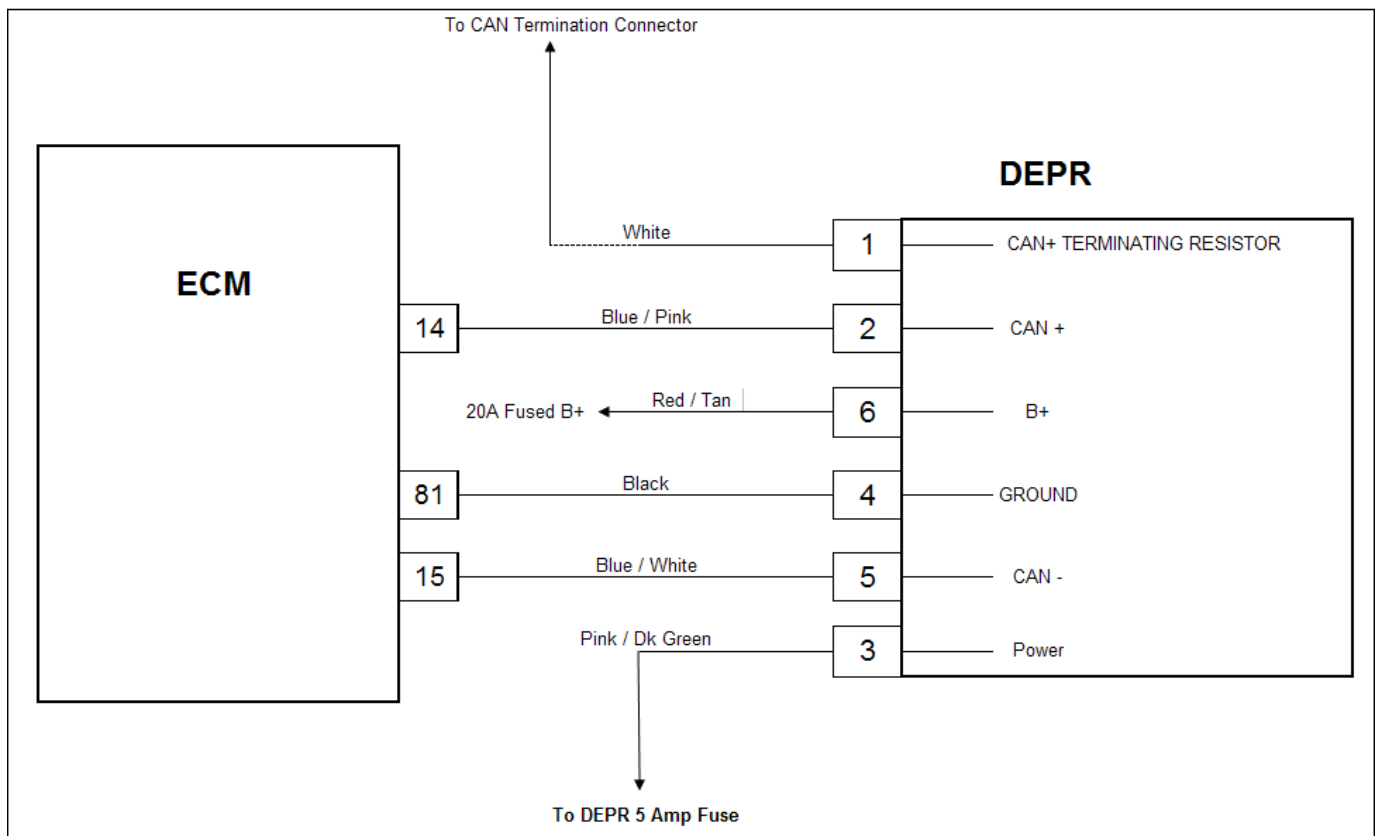 To CAN Termination Connector
DEPR
White
1
CAN+ TERMINATING RESISTOR
ECM
14
Blue / Pink
2
CAN +
20A Fused B+
Red / Tan
6
B+
81
Black
4
GROUND
15
Blue / White
5
CAN -
Pink / Dk Green
3
Power
To DEPR 5 Amp Fuse